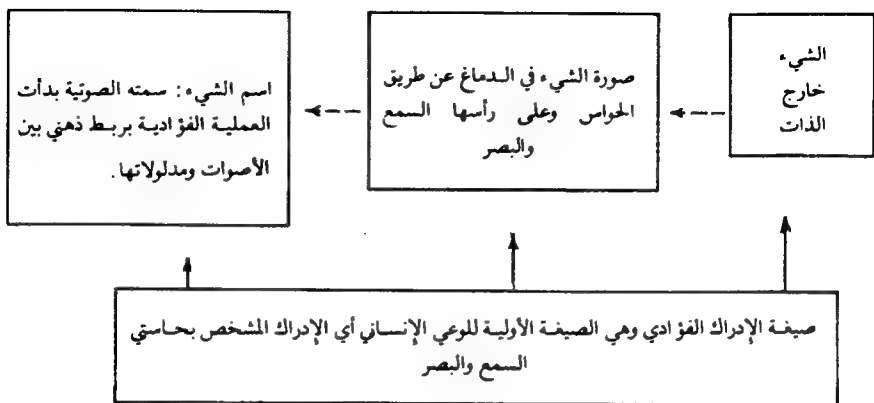 الشيء
خارج
الذات
صورة الشيء في الدماغ عن طريق
الحواس وعلى رأسها السمع
والبصر
اسم الشيء : سمته الصوتية بدأت
العملية الفؤادية بربط ذهني بين
الأصوات ومدلولاتها .
صيغة الإدراك الفؤادي وهي الصيغة الأولية للوعي الإنساني أي الإدراك المشخص بحاستي
السمع والبصر